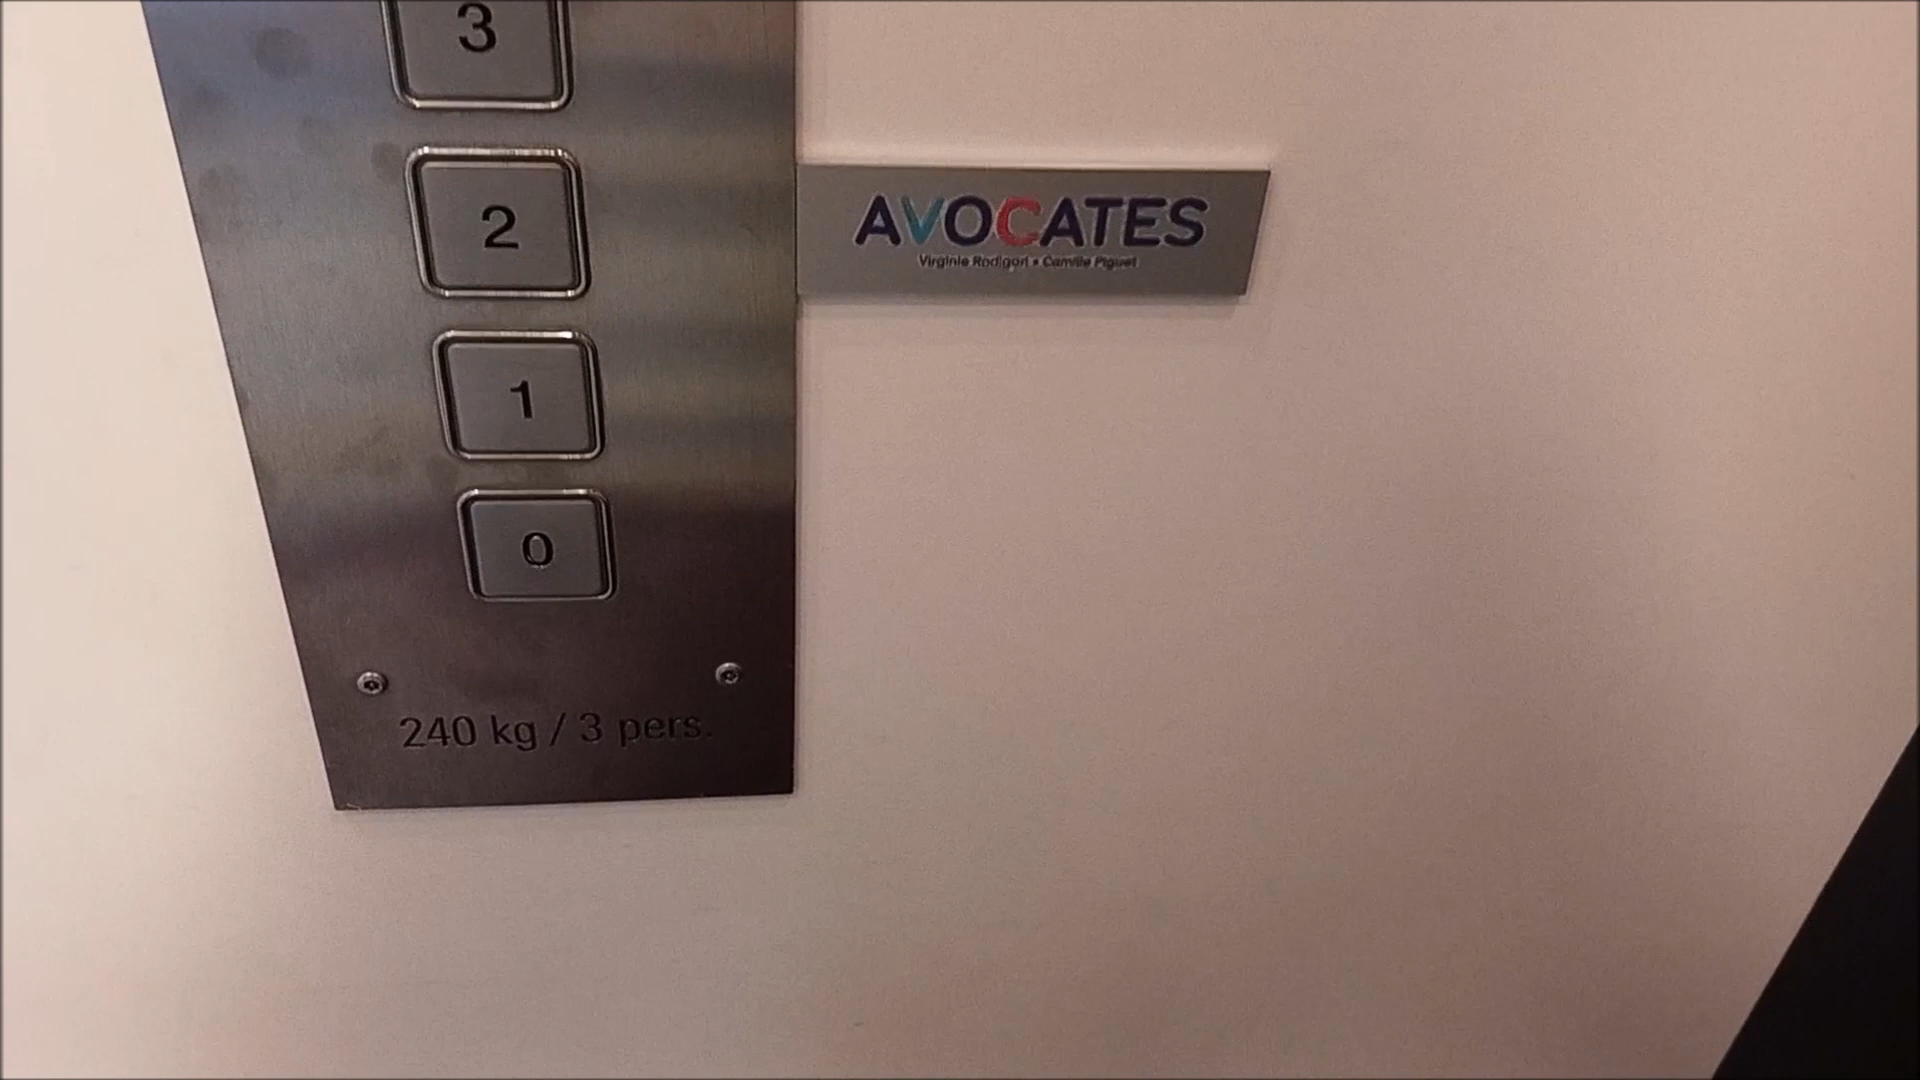 3
2
AVOCATES
Virginie Rodigari • Camille Piguet
1
0
240 kg / 3 pers.